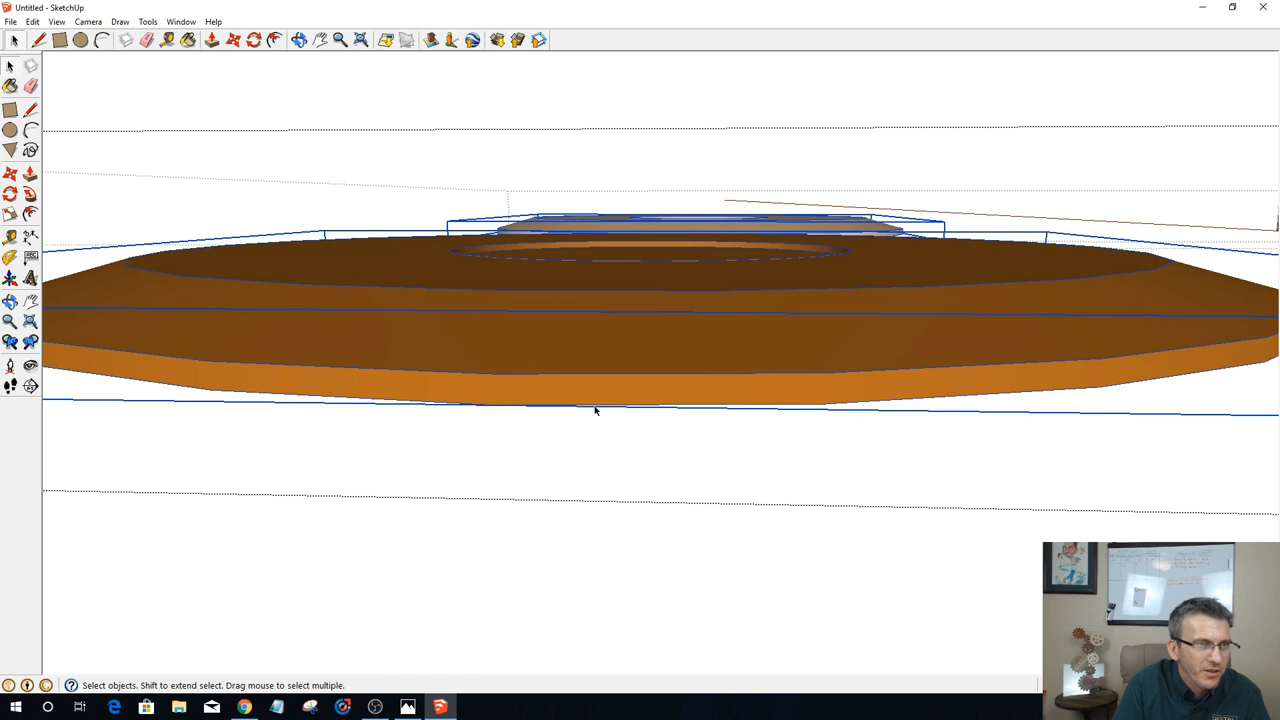 Untitled - SketchUp
File Edit View Camera Draw Tools Window Help
Select objects. Shift to extend select. Drag mouse to select multiple.